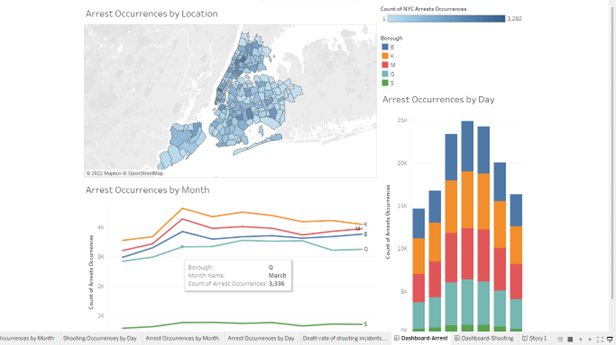 Arrest Occurrences by Location
Count of NYC Arrests Occurrences
1
3,282
Borough
B
K
M
Q
S
© 2022 Mapbox © OpenStreetMap
Arrest Occurrences by Day
25K
20K
15K
10K
5K
0K
Count of Arrests Occurrences
Arrest Occurrences by Month
4K
3K
2K
1K
Count of Arrests Occurrences
K
M
B
Q
S
Borough: Q
Month Name: March
Count of Arrest Occurrences: 3,336
Occurrences by Month
Shooting Occurrences by Day
Arrest Occurrences by Month
Arrest Occurrences by Day
Death rate of shooting incidents ...
Dashboard-Arrest
Dashboard-Shooting
Story 1